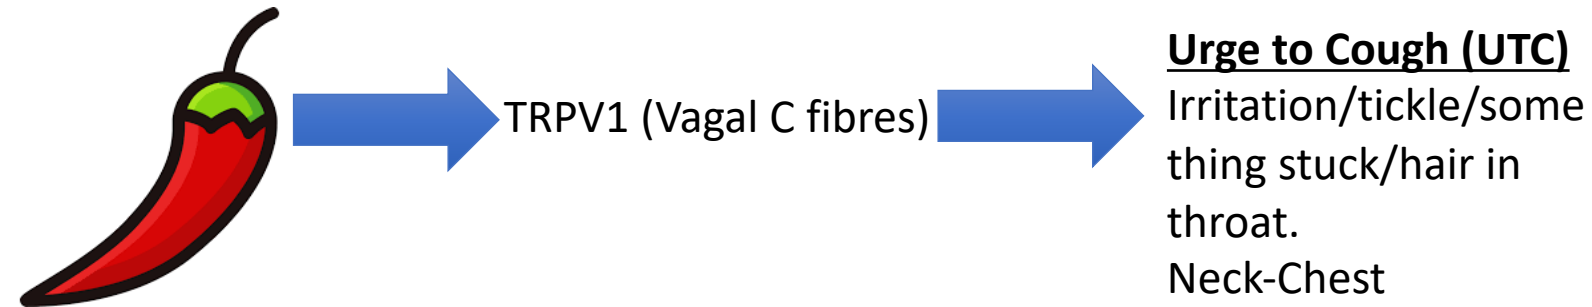 TRPV1 (Vagal C fibres)
Urge to Cough (UTC)
Irritation/tickle/some
thing stuck/hair in
throat.
Neck-Chest